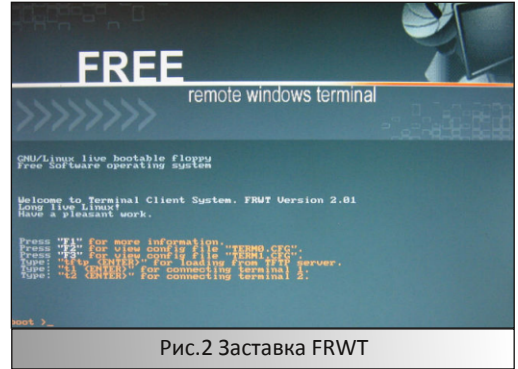 FREE
remote windows terminal
GNU/Linux live bootable floppy
Free Software operating system
Welcome to Terminal Client System. FRWT Version 2.01
Long live Linux!
Have a pleasant work.
Press "F1" for more information.
Press "F2" for view config file "TERM0.CFG".
Press "F3" for view config file "TERM1.CFG".
Type: "tftp <ENTER>" for loading from TFTP server.
Type: "t1 <ENTER>" for connecting terminal 1.
Type: "t2 <ENTER>" for connecting terminal 2.
boot >_
Рис.2 Заставка FRWT